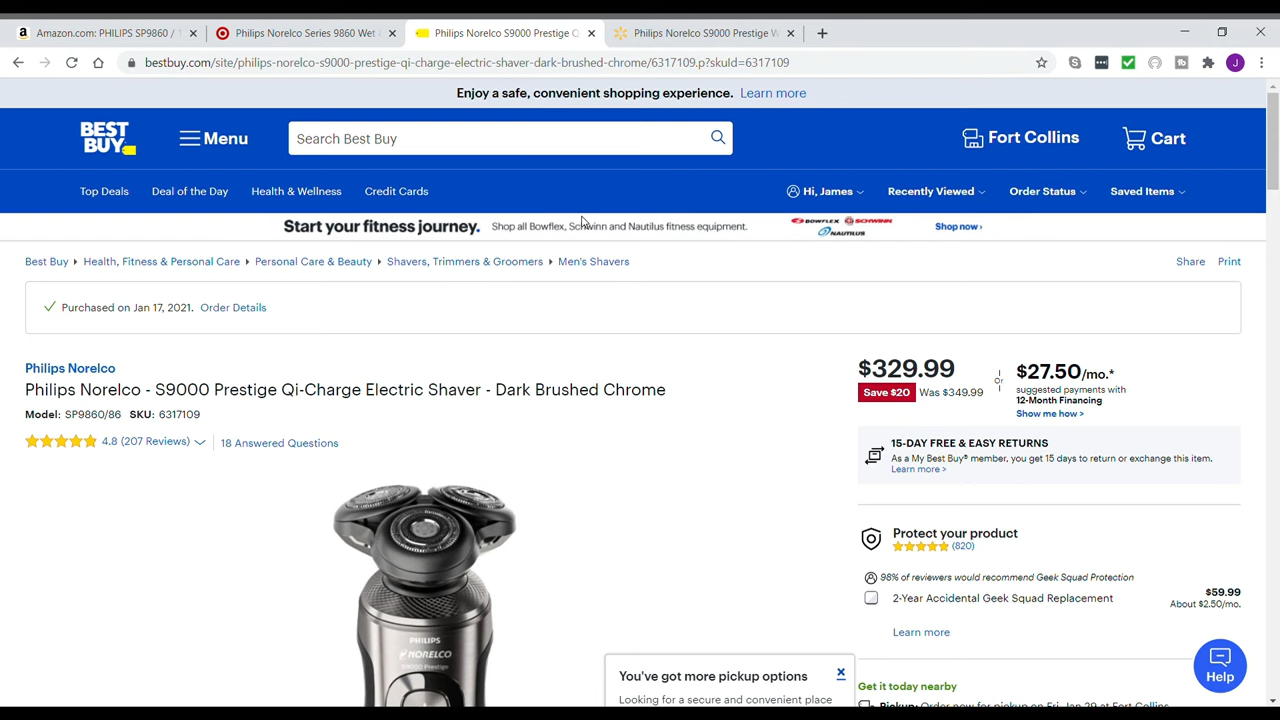 Amazon.com: PHILIPS SP9860 /
Philips Norelco Series 9860 Wet
Philips Norelco S9000 Prestige Q
Philips Norelco S9000 Prestige W
bestbuy.com/site/philips-norelco-s9000-prestige-qi-charge-electric-shaver-dark-brushed-chrome/6317109.p?skuId=6317109
J
Enjoy a safe, convenient shopping experience. Learn more
BEST BUY
Menu
Search Best Buy
Fort Collins
Cart
Top Deals
Deal of the Day
Health & Wellness
Credit Cards
Hi, James
Recently Viewed
Order Status
Saved Items
Start your fitness journey. Shop all Bowflex, Schwinn and Nautilus fitness equipment.
BOWFLEX SCHWINN
NAUTILUS
Shop now ›
Best Buy
Health, Fitness & Personal Care
Personal Care & Beauty
Shavers, Trimmers & Groomers
Men's Shavers
Share
Print
Purchased on Jan 17, 2021. Order Details
Philips Norelco
Philips Norelco - S9000 Prestige Qi-Charge Electric Shaver - Dark Brushed Chrome
Model: SP9860/86 SKU: 6317109
4.8 (207 Reviews)
18 Answered Questions
$329.99
Save $20
Was $349.99
Or
$27.50/mo.*
suggested payments with
12-Month Financing
Show me how >
15-DAY FREE & EASY RETURNS
As a My Best Buy® member, you get 15 days to return or exchange this item.
Learn more >
Protect your product
(820)
98% of reviewers would recommend Geek Squad Protection
2-Year Accidental Geek Squad Replacement
$59.99
About $2.50/mo.
Learn more
PHILIPS
NORELCO
S9000 Prestige
You've got more pickup options
x
Looking for a secure and convenient place
Get it today nearby
Pickup: Order now for pickup on Fri, Jan 29 at Fort Collins
Help